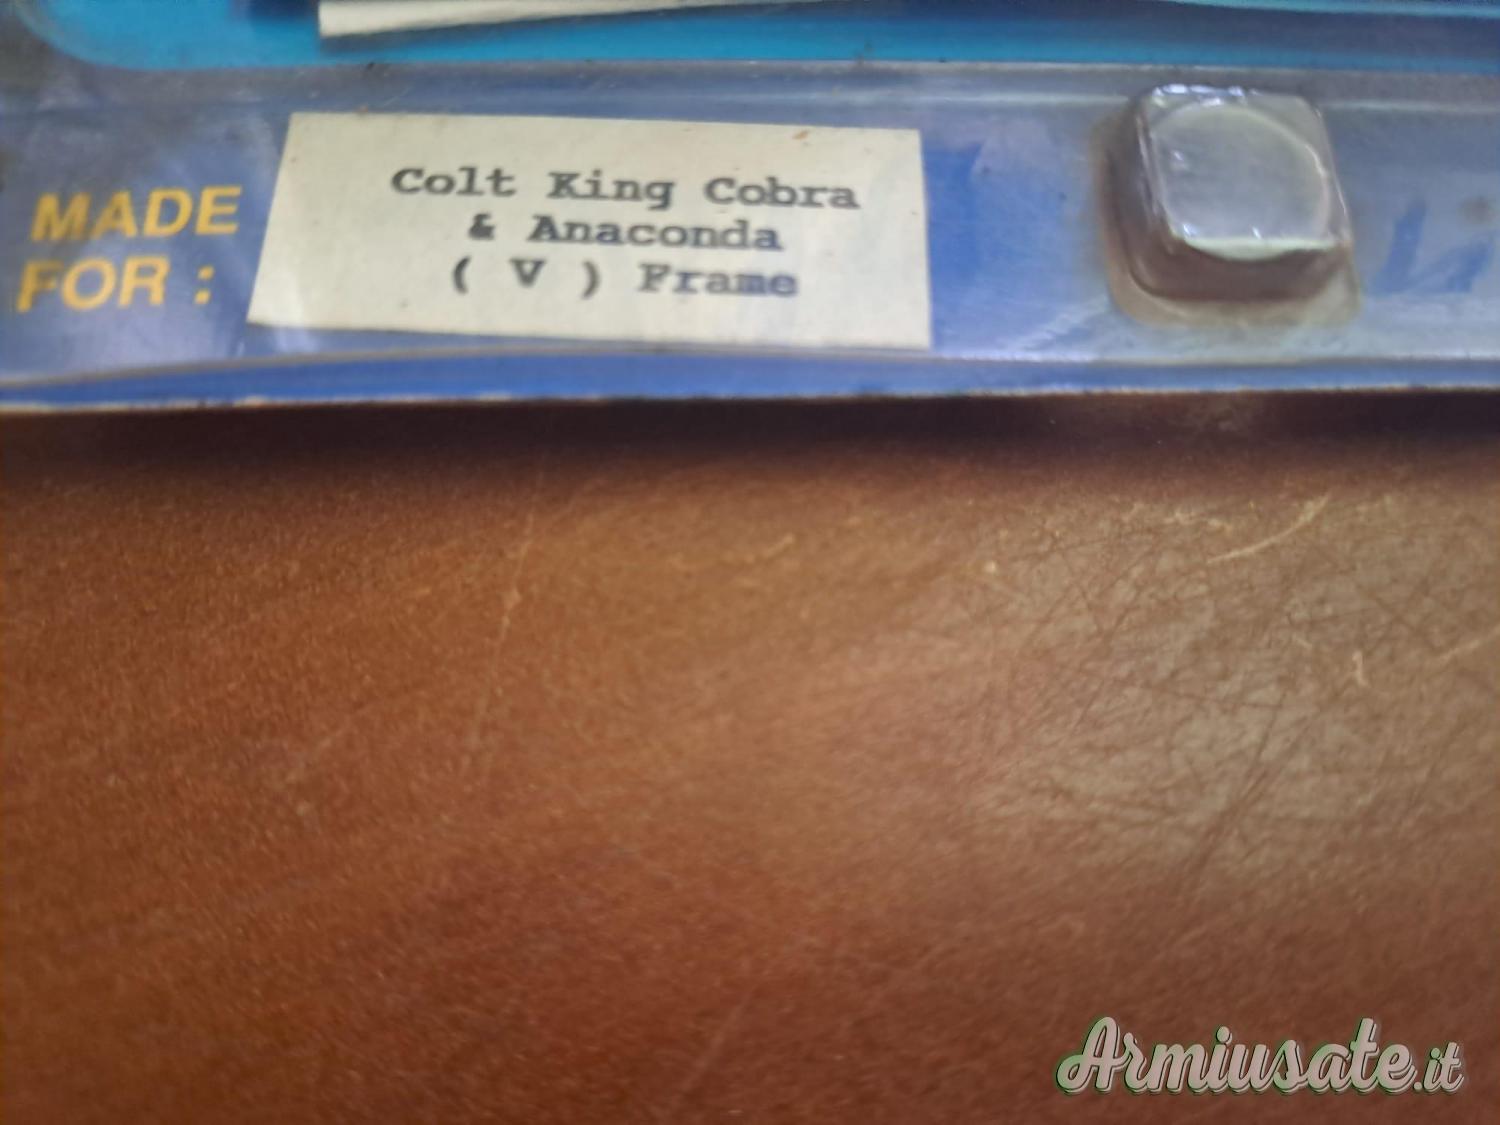 MADE
FOR :
Colt King Cobra
& Anaconda
( V ) Frame
Armiusate.it